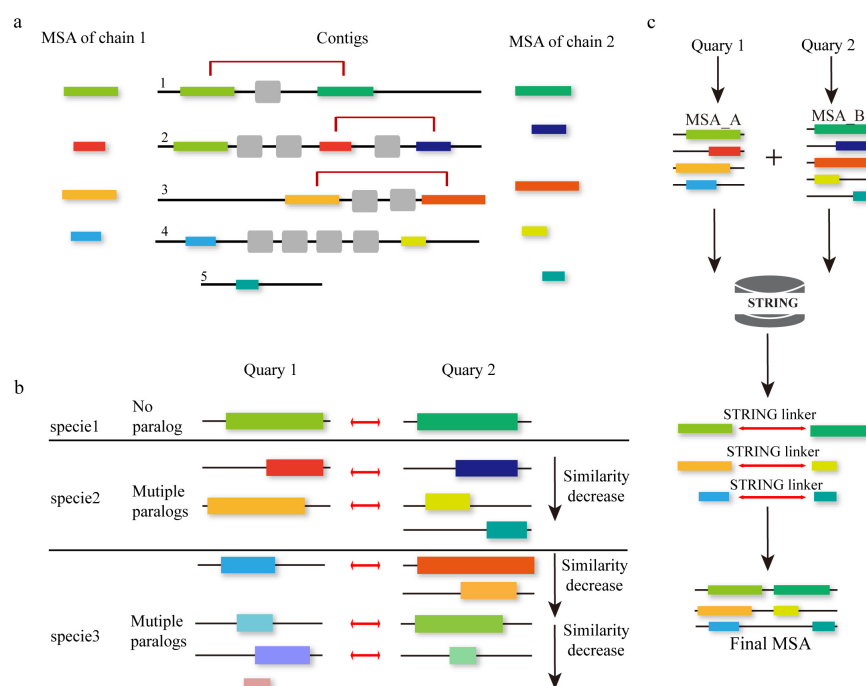 a
MSA of chain 1
Contigs
MSA of chain 2
1
2
3
4
5
b
Quary 1
Quary 2
specie1
No
paralog
specie2
Mutiple
paralogs
Similarity
decrease
specie3
Mutiple
paralogs
Similarity
decrease
Similarity
decrease
c
Quary 1
Quary 2
MSA_A
MSA_B
+
STRING
STRING linker
STRING linker
STRING linker
Final MSA